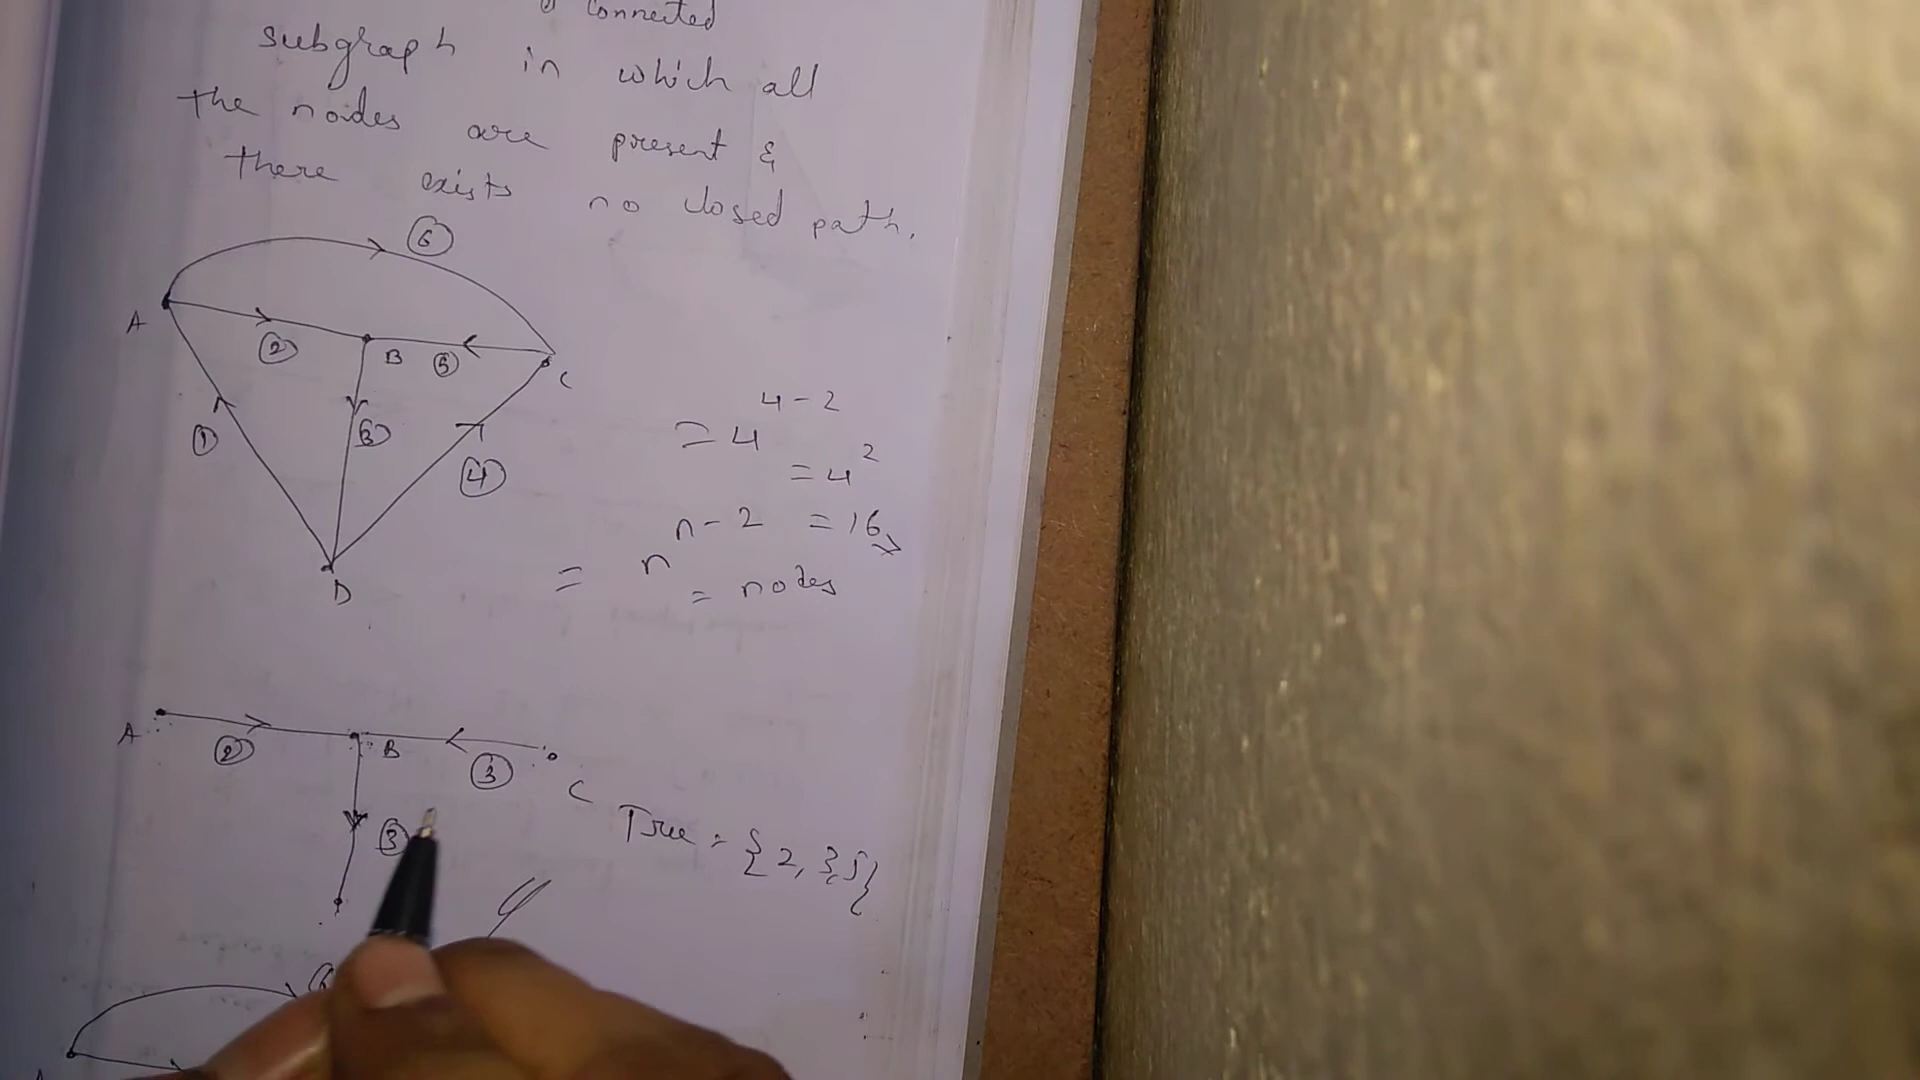 connected
subgraph in which all
the nodes are present &
there exists no closed path.
6
A
2
B
5
C
1
3
4
D
= 4^4-2
= 4^2
= n^n-2 = 16
= nodes
A
2
B
3
C
3
Tree = {2, 3, 5}
6